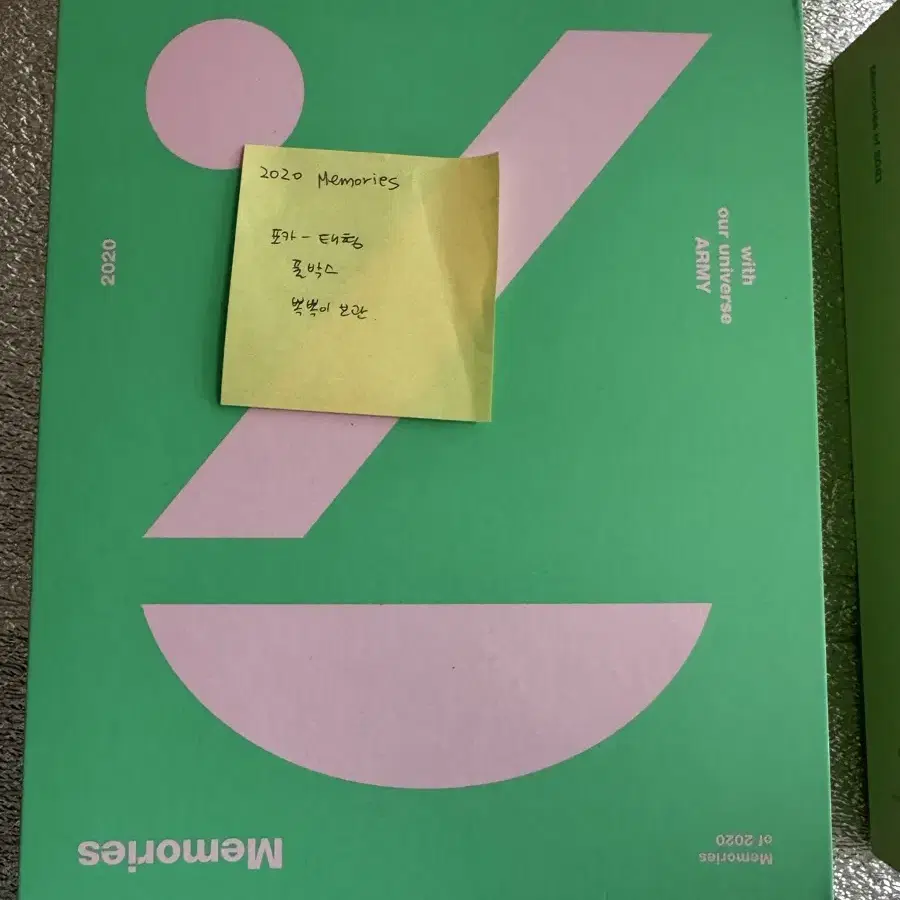 2020 Memories
포카 - 태형
풀박스
뽁뽁이 보관
2020
with
our universe
ARMY
Memories
Memories
of 2020